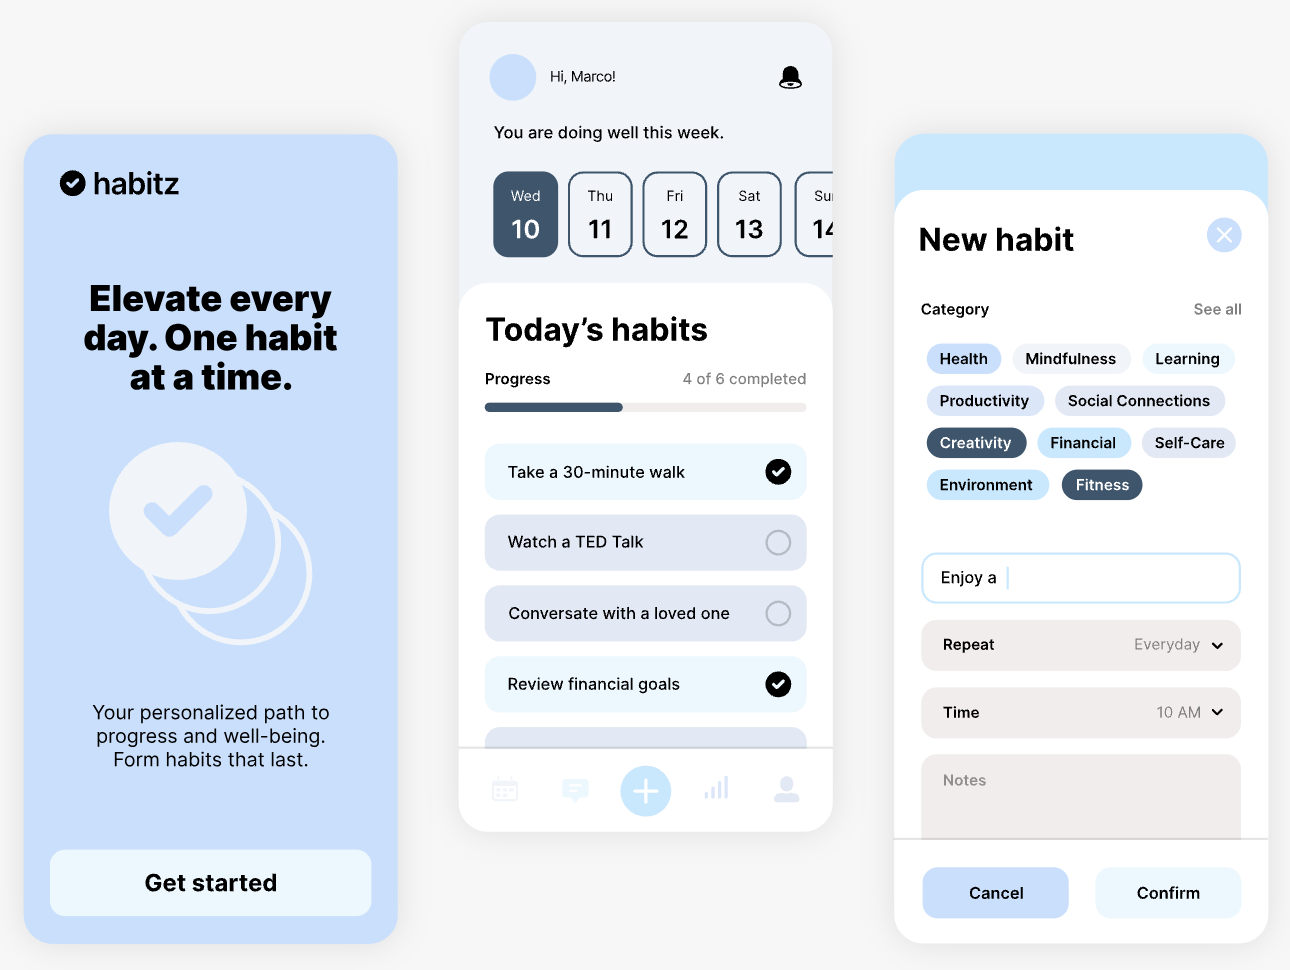 habitz
Elevate every
day. One habit
at a time.
Your personalized path to
progress and well-being.
Form habits that last.
Get started
Hi, Marco!
You are doing well this week.
Wed Thu Fri Sat Sun
10 11 12 13 14
Today’s habits
Progress 4 of 6 completed
Take a 30-minute walk
Watch a TED Talk
Conversate with a loved one
Review financial goals
New habit
Category See all
Health Mindfulness Learning
Productivity Social Connections
Creativity Financial Self-Care
Environment Fitness
Enjoy a
Repeat Everyday
Time 10 AM
Notes
Cancel Confirm